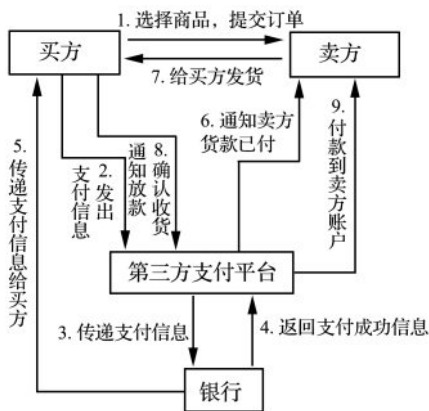 1. 选择商品，提交订单
买方
卖方
7. 给买方发货
5. 传递支付信息给买方
2. 发出
支付信息
8. 确认收货
通知放款
6. 通知卖方
货款已付
9. 付款到卖方账户
第三方支付平台
3. 传递支付信息
4. 返回支付成功信息
银行